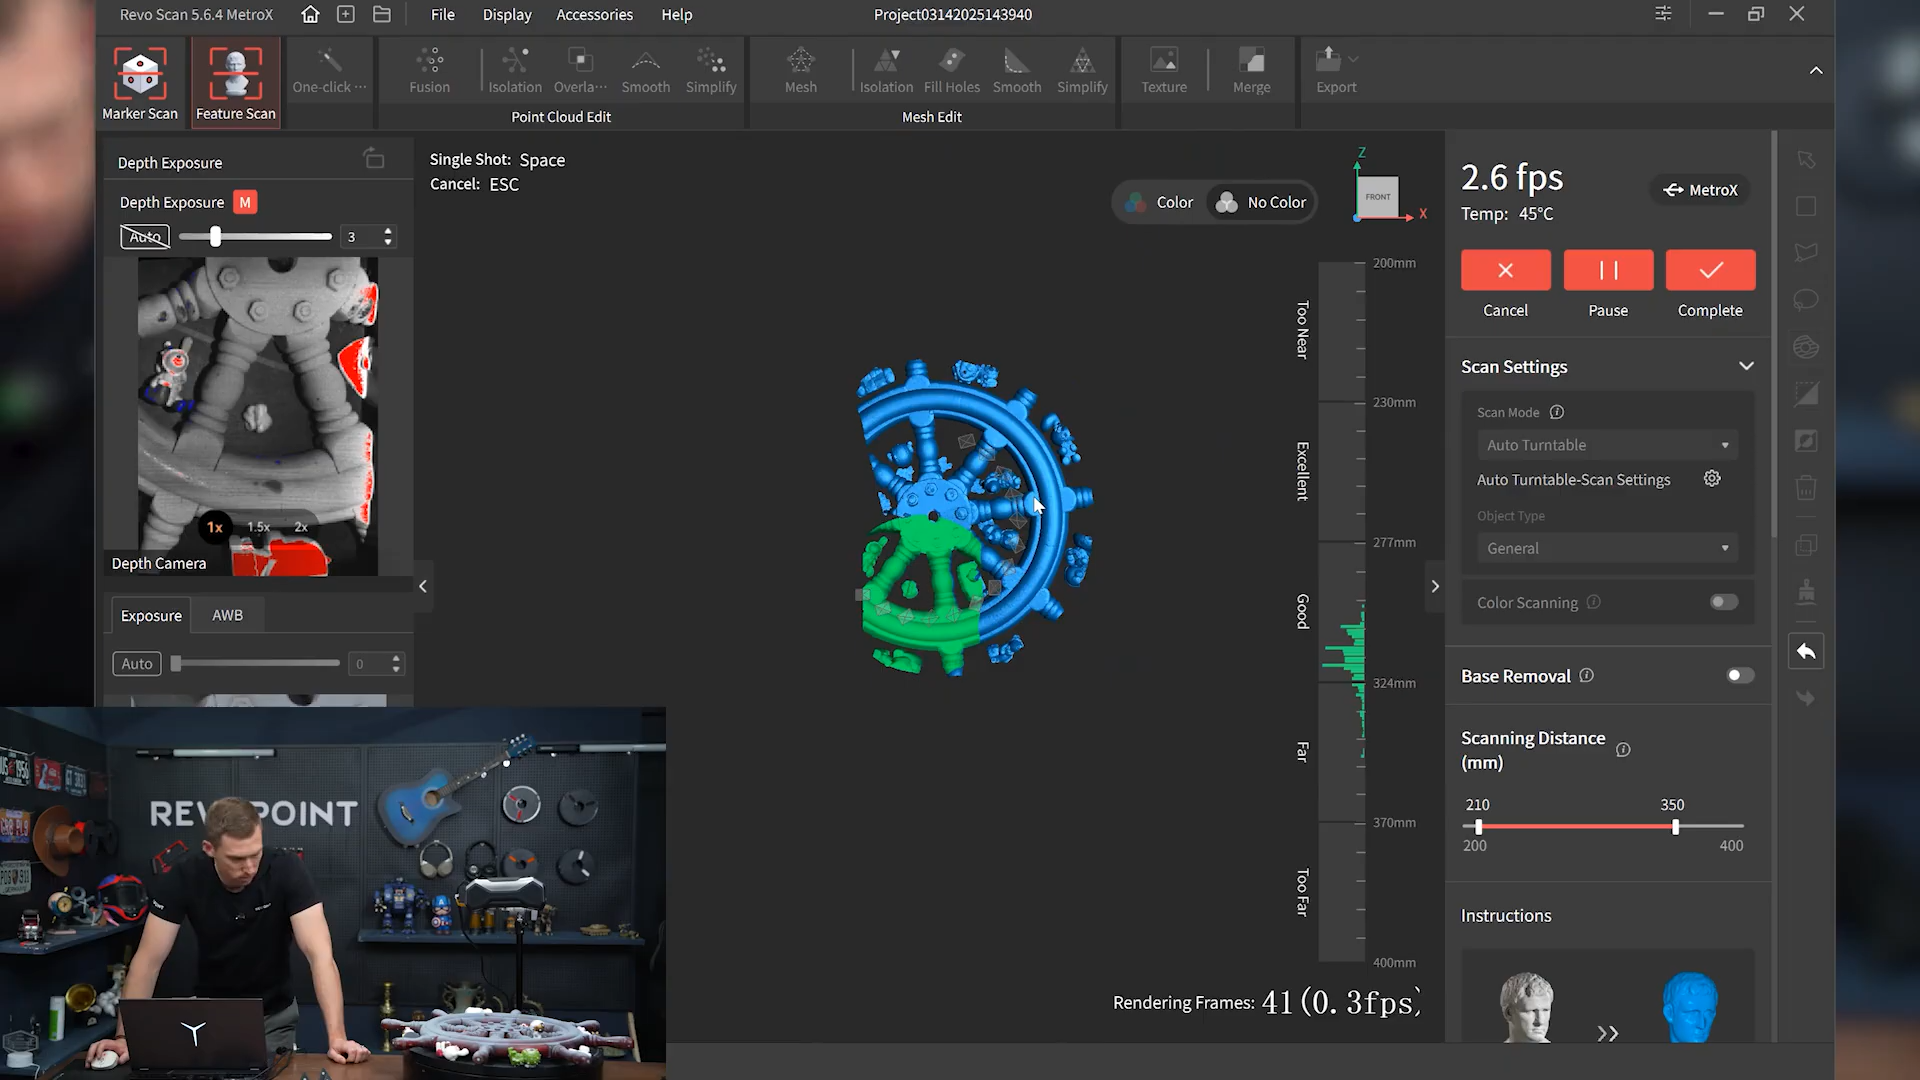 Revo Scan 5.6.4 MetroX
File
Display
Accessories
Help
Project03142025143940
Marker Scan
Feature Scan
One-click ···
Fusion
Isolation
Overla···
Smooth
Simplify
Point Cloud Edit
Mesh
Isolation
Fill Holes
Smooth
Simplify
Mesh Edit
Texture
Merge
Export
Depth Exposure
Depth Exposure M
Auto
3
1x
1.5x
2x
Depth Camera
Exposure
AWB
Auto
0
Single Shot: Space
Cancel: ESC
Color
No Color
Z
FRONT
X
Too Near
Excellent
Good
Far
Too Far
200mm
230mm
277mm
324mm
370mm
400mm
Rendering Frames: 41(0.3fps)
2.6 fps
MetroX
Temp: 45°C
Cancel
Pause
Complete
Scan Settings
Scan Mode
Auto Turntable
Auto Turntable-Scan Settings
Object Type
General
Color Scanning
Base Removal
Scanning Distance
(mm)
210
350
200
400
Instructions